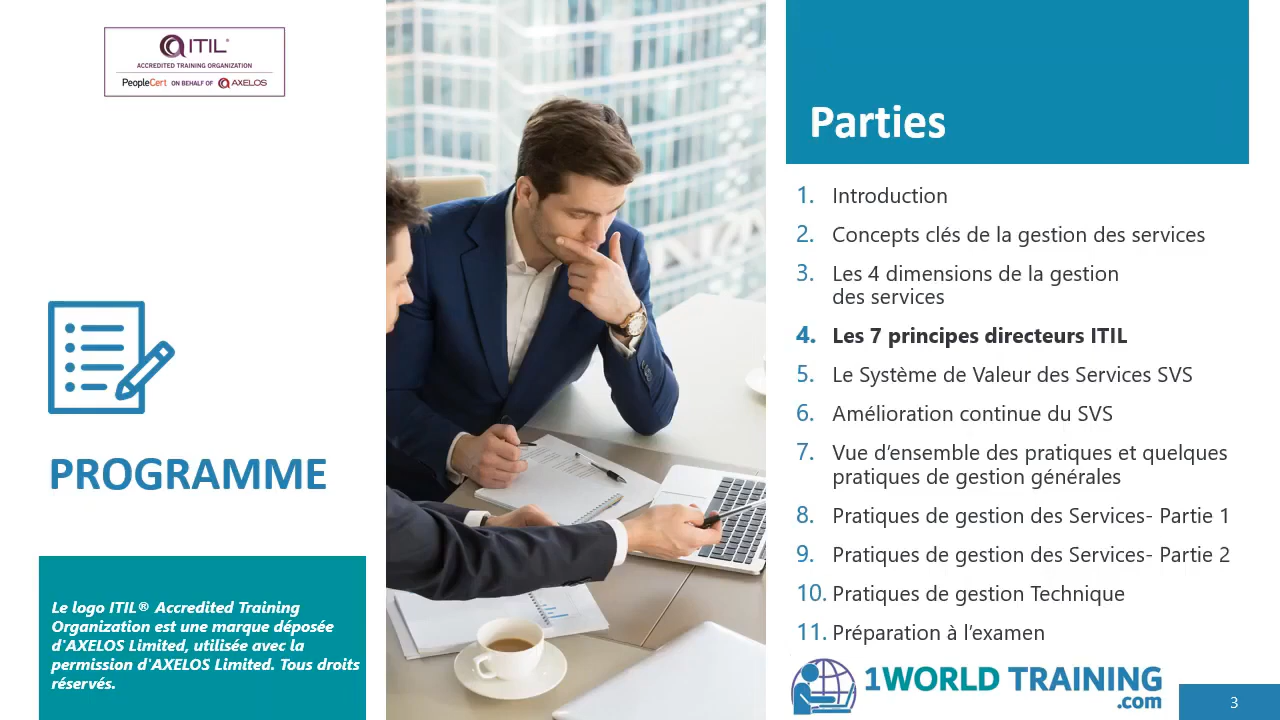 ITIL®
ACCREDITED TRAINING ORGANIZATION
PeopleCert ON BEHALF OF AXELOS
PROGRAMME
Le logo ITIL® Accredited Training
Organization est une marque déposée
d'AXELOS Limited, utilisée avec la
permission d'AXELOS Limited. Tous droits
réservés.
Parties
1. Introduction
2. Concepts clés de la gestion des services
3. Les 4 dimensions de la gestion
des services
4. Les 7 principes directeurs ITIL
5. Le Système de Valeur des Services SVS
6. Amélioration continue du SVS
7. Vue d’ensemble des pratiques et quelques
pratiques de gestion générales
8. Pratiques de gestion des Services- Partie 1
9. Pratiques de gestion des Services- Partie 2
10. Pratiques de gestion Technique
11. Préparation à l’examen
1WORLD TRAINING
.com
3